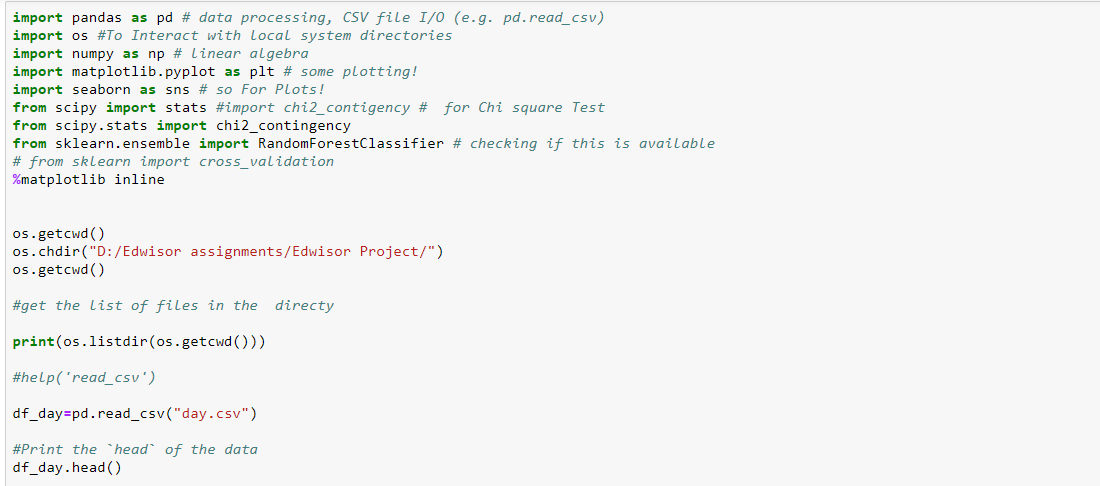 import pandas as pd # data processing, CSV file I/O (e.g. pd.read_csv)
import os #To Interact with local system directories
import numpy as np # linear algebra
import matplotlib.pyplot as plt # some plotting!
import seaborn as sns # so For Plots!
from scipy import stats #import chi2_contigency #  for Chi square Test
from scipy.stats import chi2_contingency
from sklearn.ensemble import RandomForestClassifier # checking if this is available
# from sklearn import cross_validation
%matplotlib inline
os.getcwd()
os.chdir("D:/Edwisor assignments/Edwisor Project/")
os.getcwd()
#get the list of files in the  directy
print(os.listdir(os.getcwd()))
#help('read_csv')
df_day=pd.read_csv("day.csv")
#Print the `head` of the data
df_day.head()